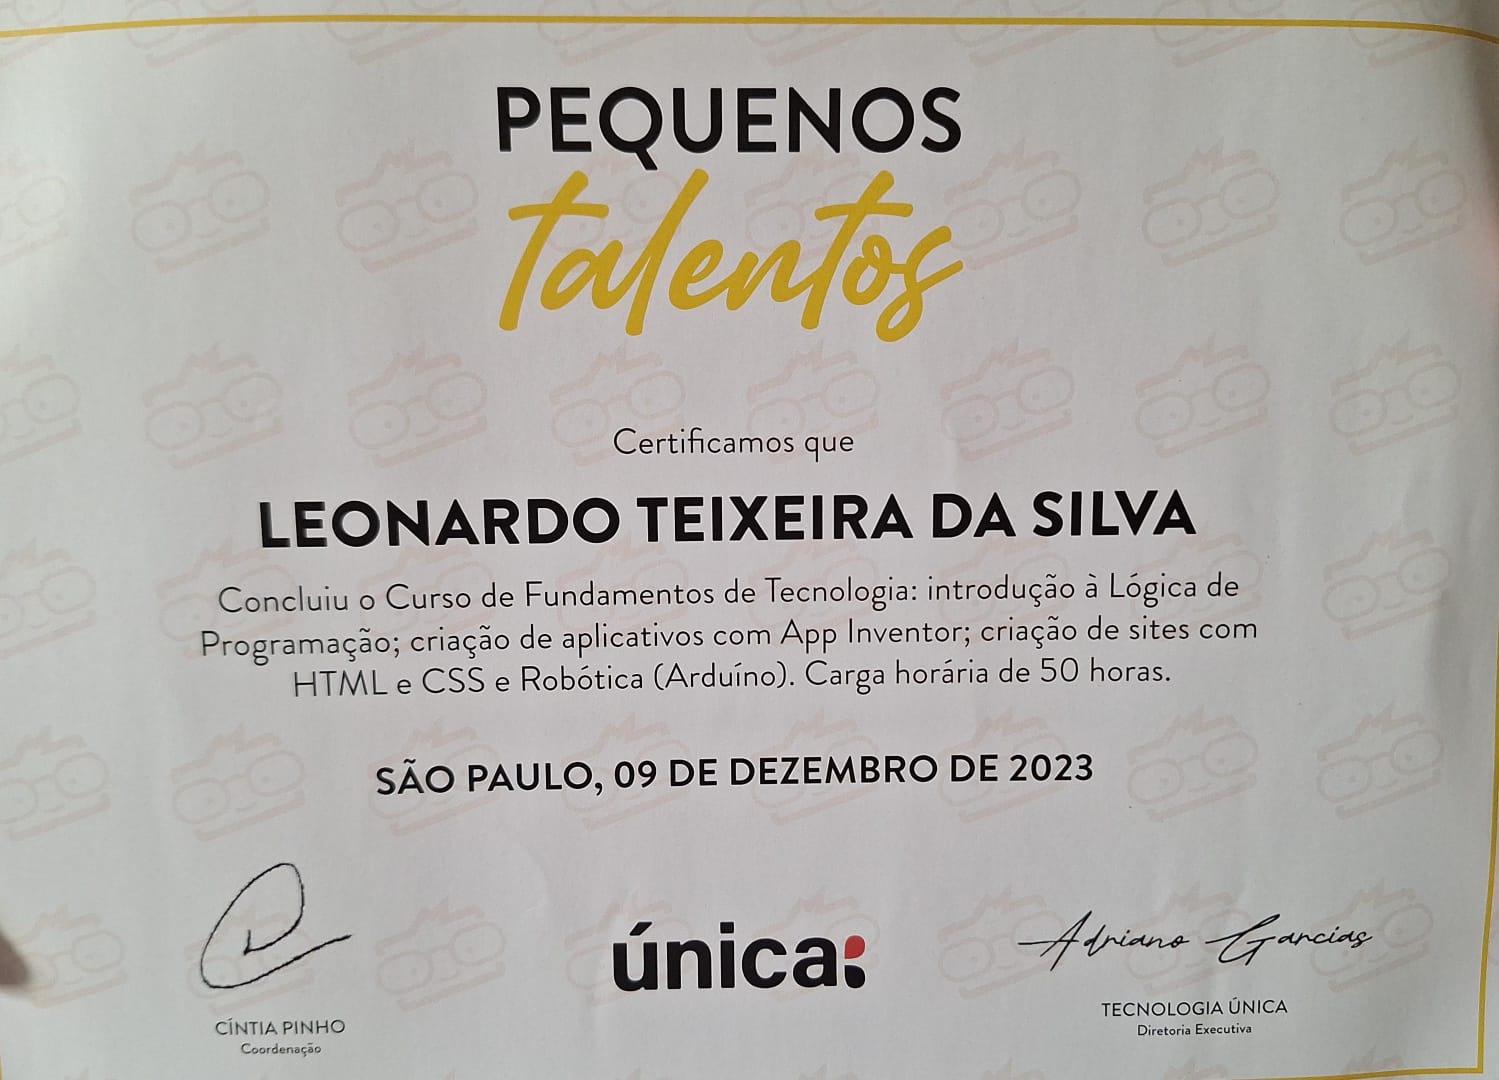 PEQUENOS
talentos
Certificamos que
LEONARDO TEIXEIRA DA SILVA
Concluiu o Curso de Fundamentos de Tecnologia: introdução à Lógica de
Programação; criação de aplicativos com App Inventor; criação de sites com
HTML e CSS e Robótica (Arduíno). Carga horária de 50 horas.
SÃO PAULO, 09 DE DEZEMBRO DE 2023
única:
Adriano Garcias
CÍNTIA PINHO
Coordenação
TECNOLOGIA ÚNICA
Diretoria Executiva